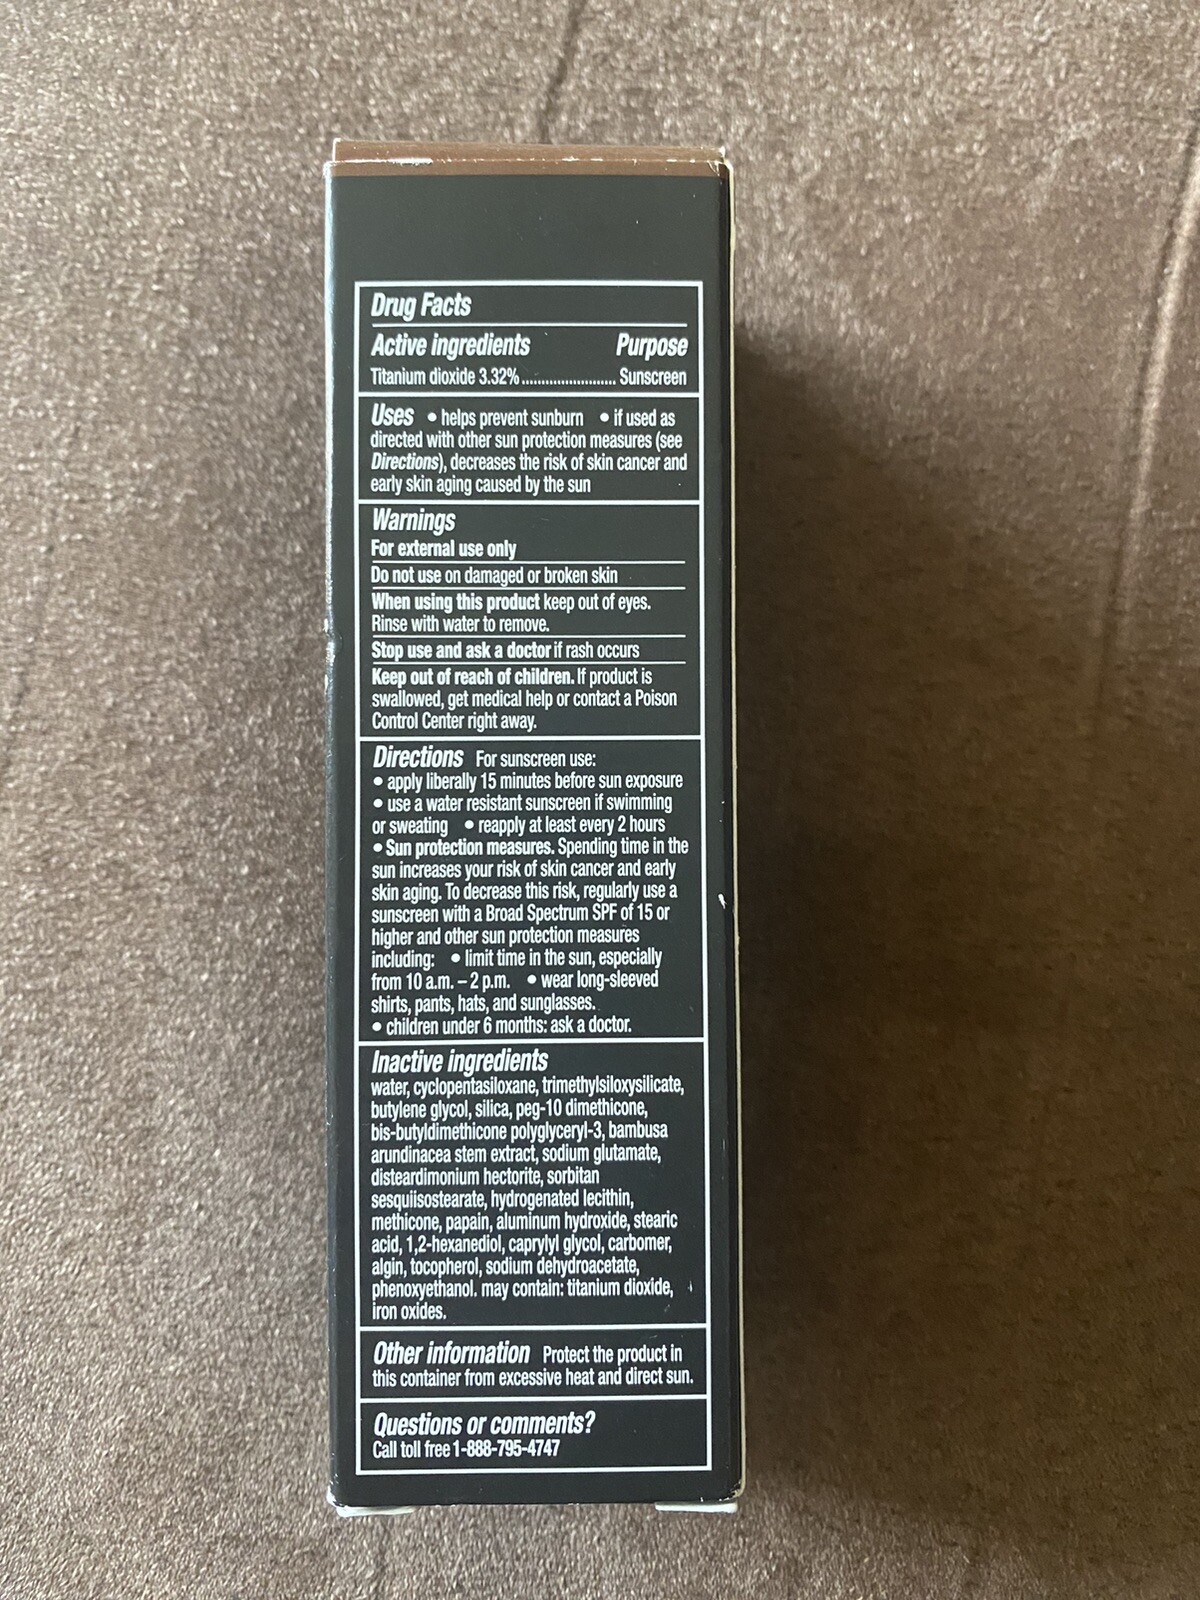 Drug Facts
Active ingredients Purpose
Titanium dioxide 3.32%........................ Sunscreen
Uses • helps prevent sunburn • if used as
directed with other sun protection measures (see
Directions), decreases the risk of skin cancer and
early skin aging caused by the sun
Warnings
For external use only
Do not use on damaged or broken skin
When using this product keep out of eyes.
Rinse with water to remove.
Stop use and ask a doctor if rash occurs
Keep out of reach of children. If product is
swallowed, get medical help or contact a Poison
Control Center right away.
Directions For sunscreen use:
• apply liberally 15 minutes before sun exposure
• use a water resistant sunscreen if swimming
or sweating • reapply at least every 2 hours
• Sun protection measures. Spending time in the
sun increases your risk of skin cancer and early
skin aging. To decrease this risk, regularly use a
sunscreen with a Broad Spectrum SPF of 15 or
higher and other sun protection measures
including: • limit time in the sun, especially
from 10 a.m. – 2 p.m. • wear long-sleeved
shirts, pants, hats, and sunglasses.
• children under 6 months: ask a doctor.
Inactive ingredients
water, cyclopentasiloxane, trimethylsiloxysilicate,
butylene glycol, silica, peg-10 dimethicone,
bis-butyldimethicone polyglyceryl-3, bambusa
arundinacea stem extract, sodium glutamate,
disteardimonium hectorite, sorbitan
sesquiisostearate, hydrogenated lecithin,
methicone, papain, aluminum hydroxide, stearic
acid, 1,2-hexanediol, caprylyl glycol, carbomer,
algin, tocopherol, sodium dehydroacetate,
phenoxyethanol. may contain: titanium dioxide,
iron oxides.
Other information Protect the product in
this container from excessive heat and direct sun.
Questions or comments?
Call toll free 1-888-795-4747